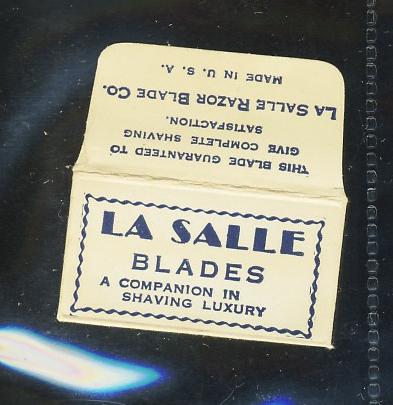 THIS BLADE GUARANTEED TO
GIVE COMPLETE SHAVING
SATISFACTION.
LA SALLE RAZOR BLADE CO.
MADE IN U. S. A.
LA SALLE
BLADES
A COMPANION IN
SHAVING LUXURY